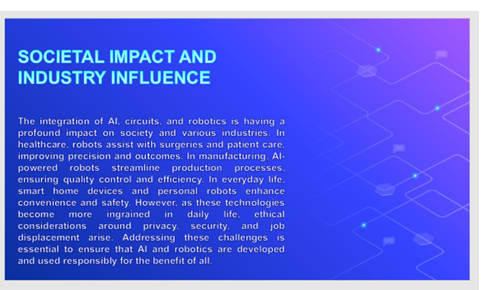 SOCIETAL IMPACT AND
INDUSTRY INFLUENCE
The integration of AI, circuits, and robotics is having a
profound impact on society and various industries. In
healthcare, robots assist with surgeries and patient care,
improving precision and outcomes. In manufacturing, AI-
powered robots streamline production processes,
ensuring quality control and efficiency. In everyday life,
smart home devices and personal robots enhance
convenience and safety. However, as these technologies
become more ingrained in daily life, ethical
considerations around privacy, security, and job
displacement arise. Addressing these challenges is
essential to ensure that AI and robotics are developed
and used responsibly for the benefit of all.